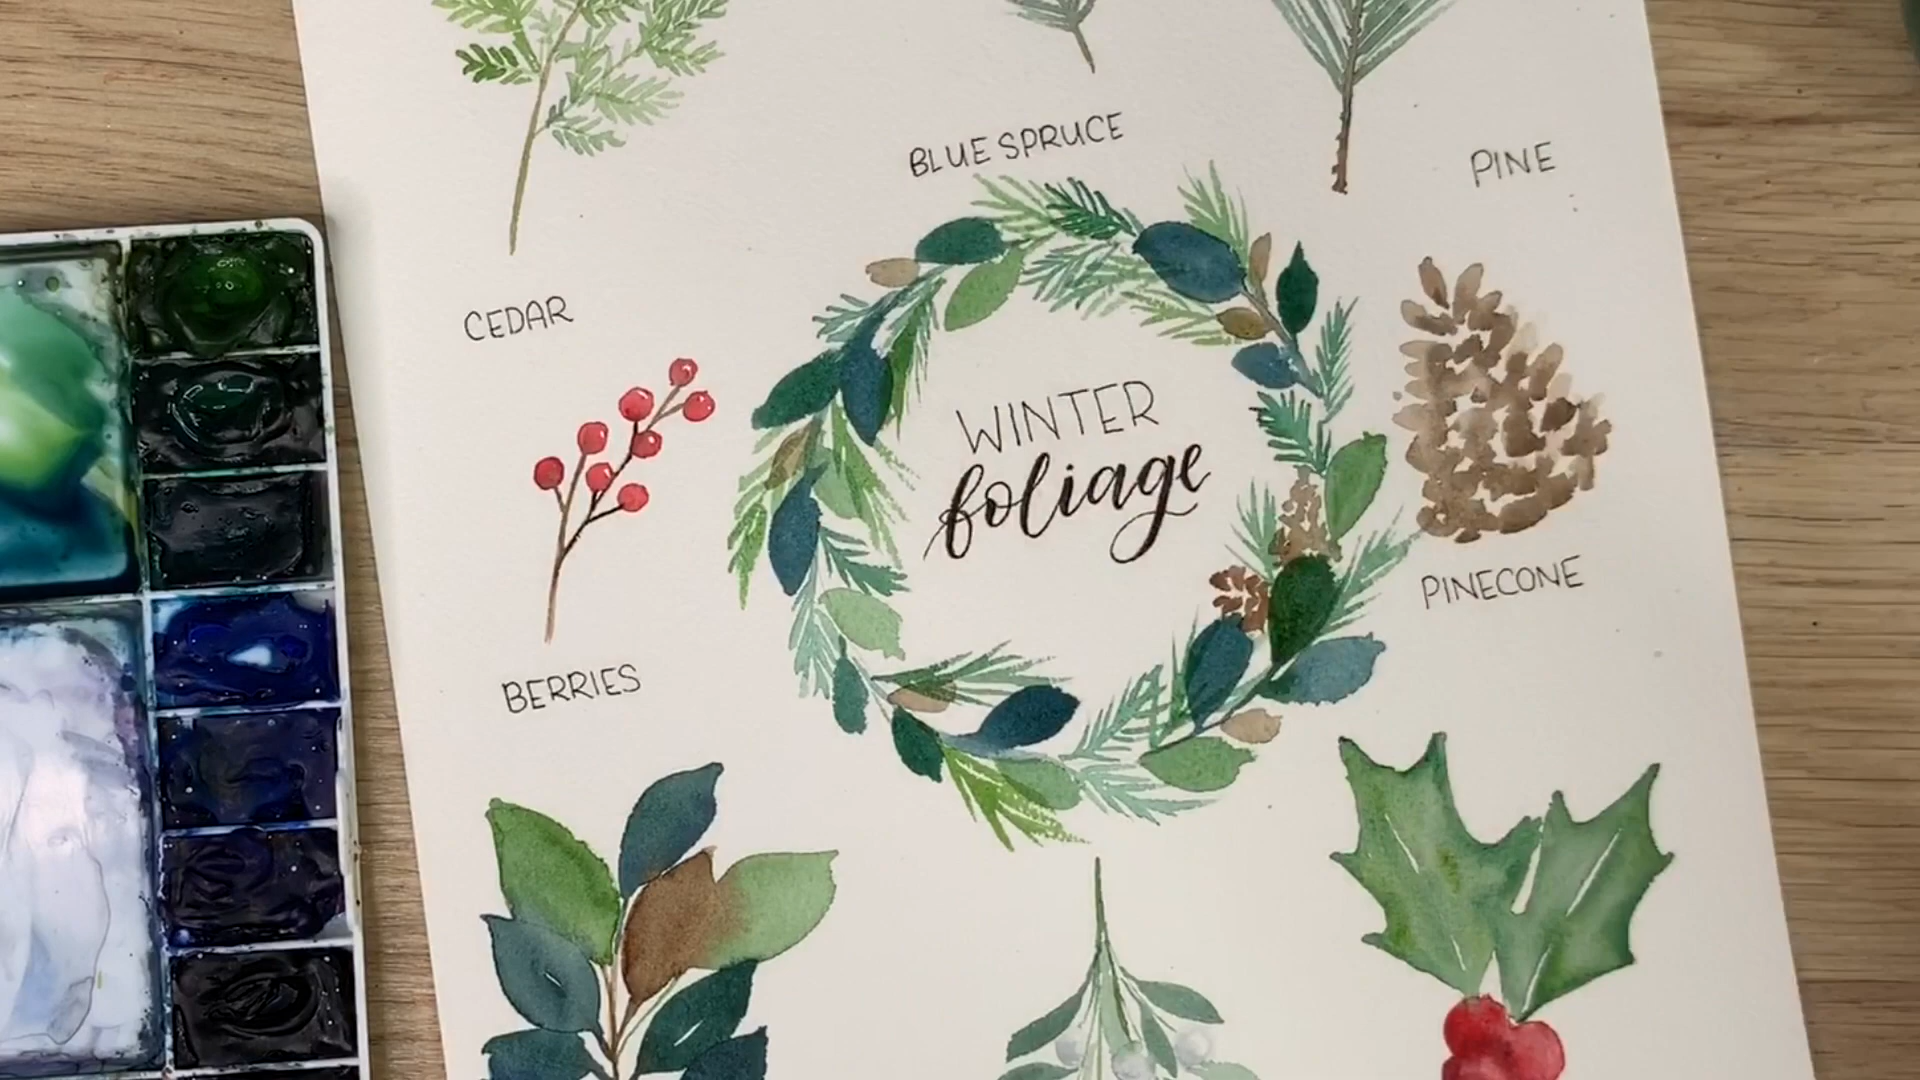 BLUE SPRUCE
PINE
CEDAR
WINTER
foliage
PINECONE
BERRIES